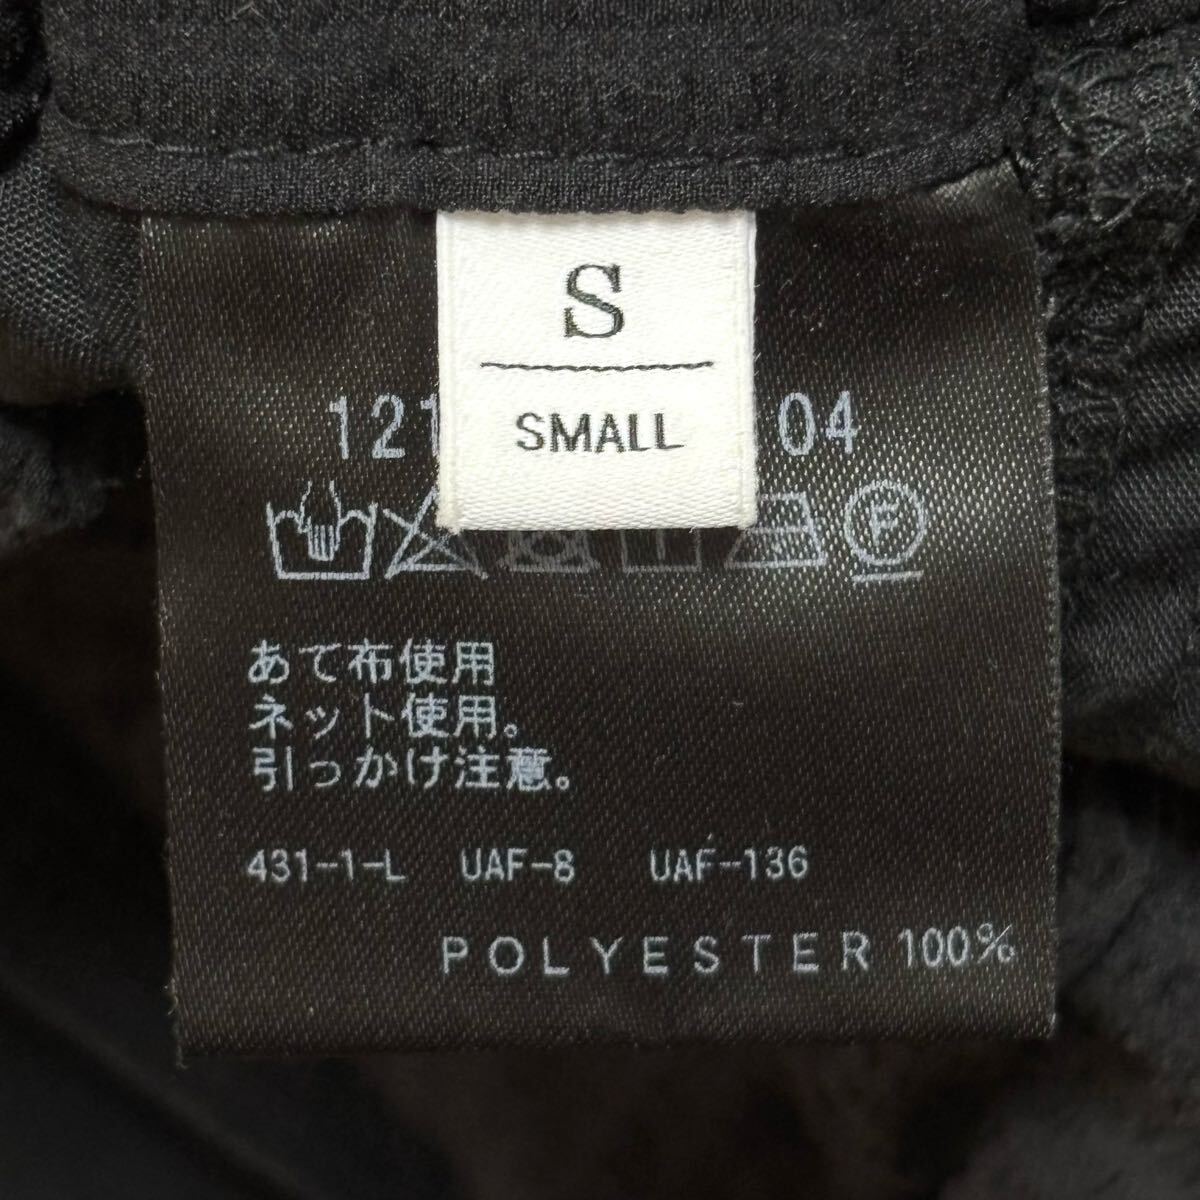 S
SMALL
121 04
F
あて布使用
ネット使用。
引っかけ注意。
431-1-L UAF-8 UAF-136
POLYESTER 100%